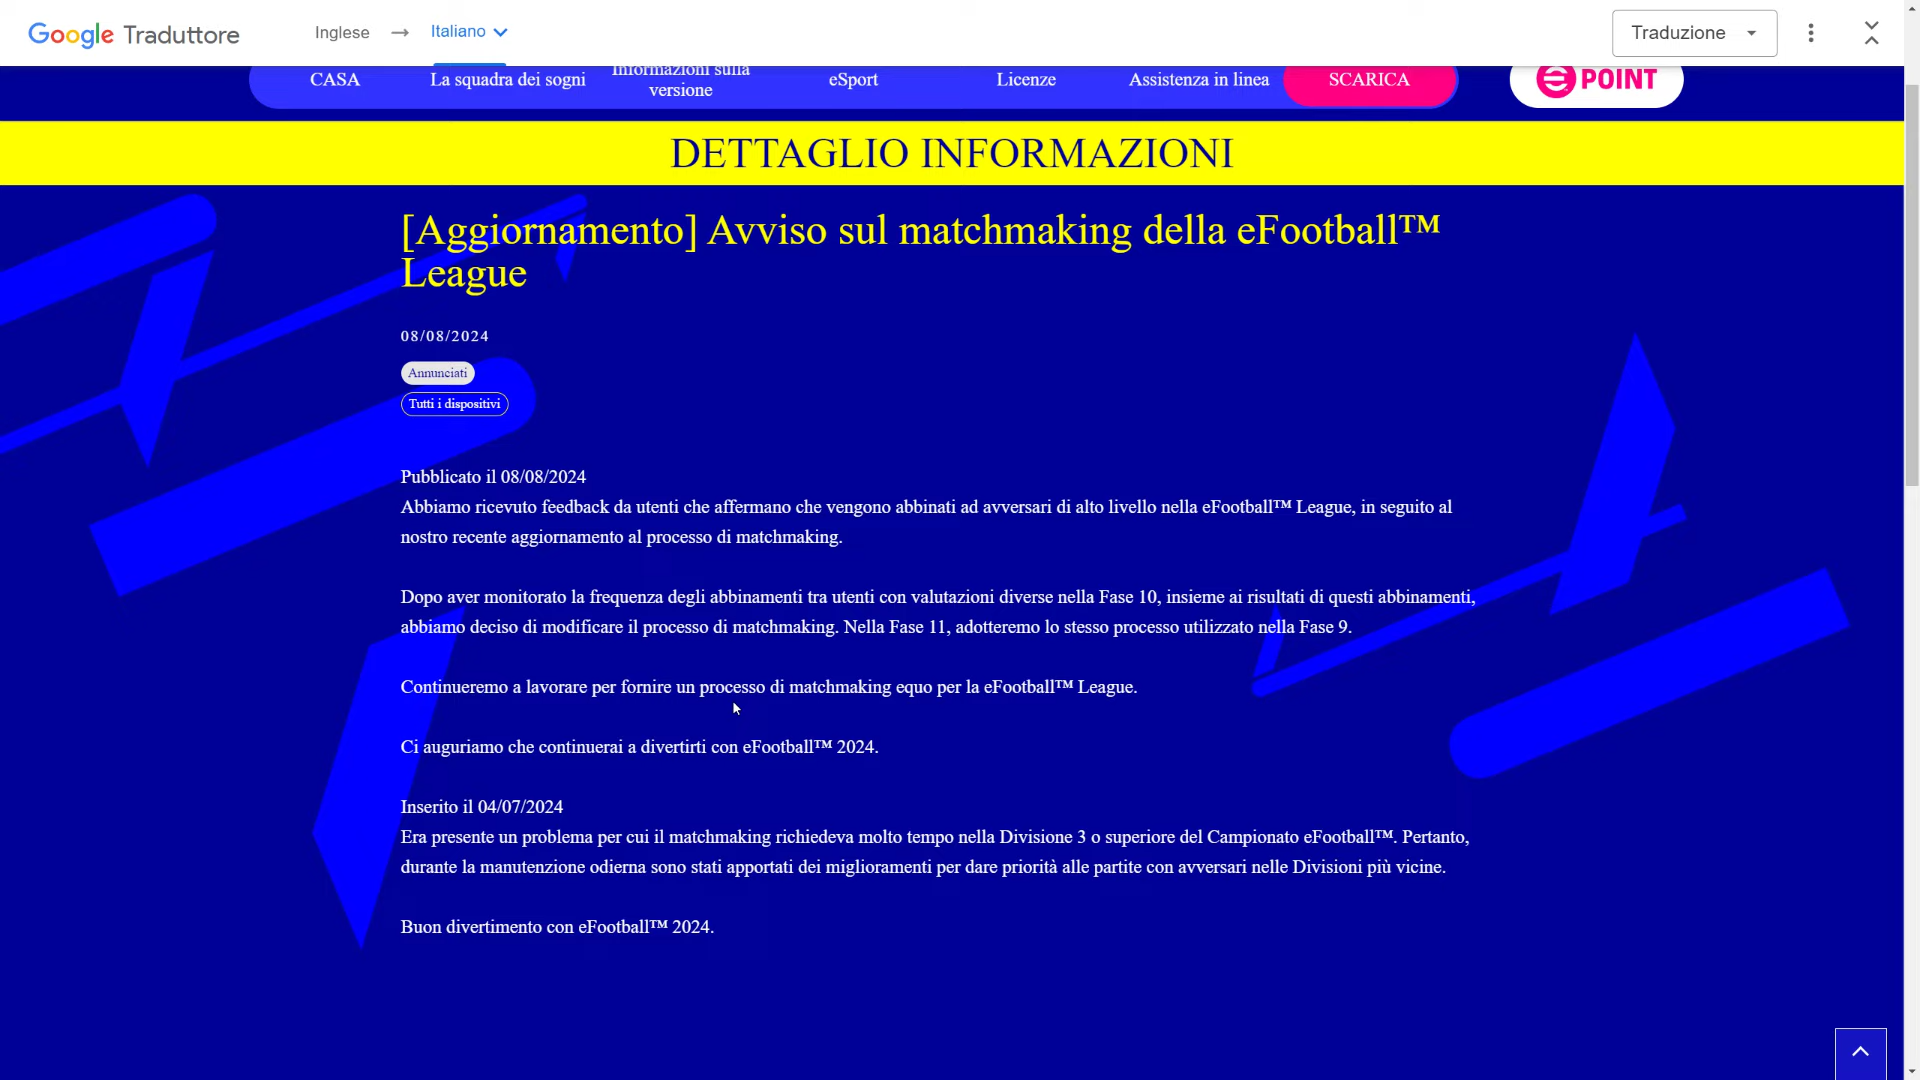 Google Traduttore
Inglese → Italiano
Traduzione
CASA
La squadra dei sogni
Informazioni sulla
versione
eSport
Licenze
Assistenza in linea
SCARICA
POINT
DETTAGLIO INFORMAZIONI
[Aggiornamento] Avviso sul matchmaking della eFootball™
League
08/08/2024
Annunciati
Tutti i dispositivi
Pubblicato il 08/08/2024
Abbiamo ricevuto feedback da utenti che affermano che vengono abbinati ad avversari di alto livello nella eFootball™ League, in seguito al
nostro recente aggiornamento al processo di matchmaking.
Dopo aver monitorato la frequenza degli abbinamenti tra utenti con valutazioni diverse nella Fase 10, insieme ai risultati di questi abbinamenti,
abbiamo deciso di modificare il processo di matchmaking. Nella Fase 11, adotteremo lo stesso processo utilizzato nella Fase 9.
Continueremo a lavorare per fornire un processo di matchmaking equo per la eFootball™ League.
Ci auguriamo che continuerai a divertirti con eFootball™ 2024.
Inserito il 04/07/2024
Era presente un problema per cui il matchmaking richiedeva molto tempo nella Divisione 3 o superiore del Campionato eFootball™. Pertanto,
durante la manutenzione odierna sono stati apportati dei miglioramenti per dare priorità alle partite con avversari nelle Divisioni più vicine.
Buon divertimento con eFootball™ 2024.